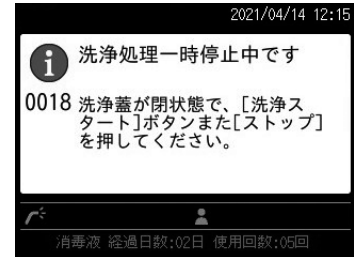 2021/04/14 12:15
洗浄処理一時停止中です
0018 洗浄蓋が閉状態で、[洗浄ス
タート]ボタンまた[ストップ]
を押してください。
消毒液 経過日数:02日 使用回数:05回